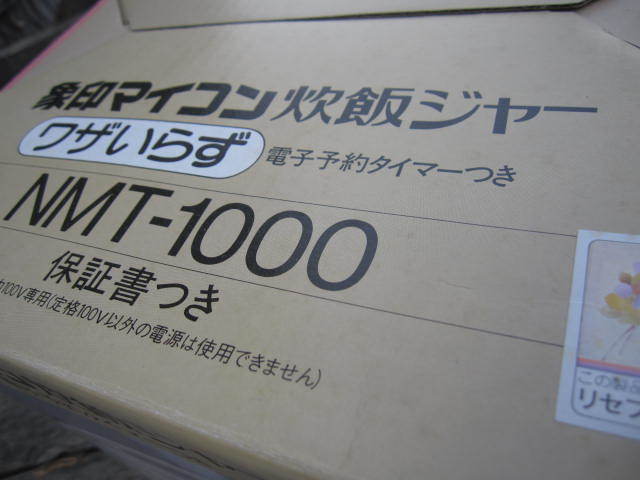 象印マイコン炊飯ジャー
ワザいらず
電子予約タイマーつき
NMT-1000
保証書つき
100V専用(定格100V以外の電源は使用できません)
この製品
リセプ